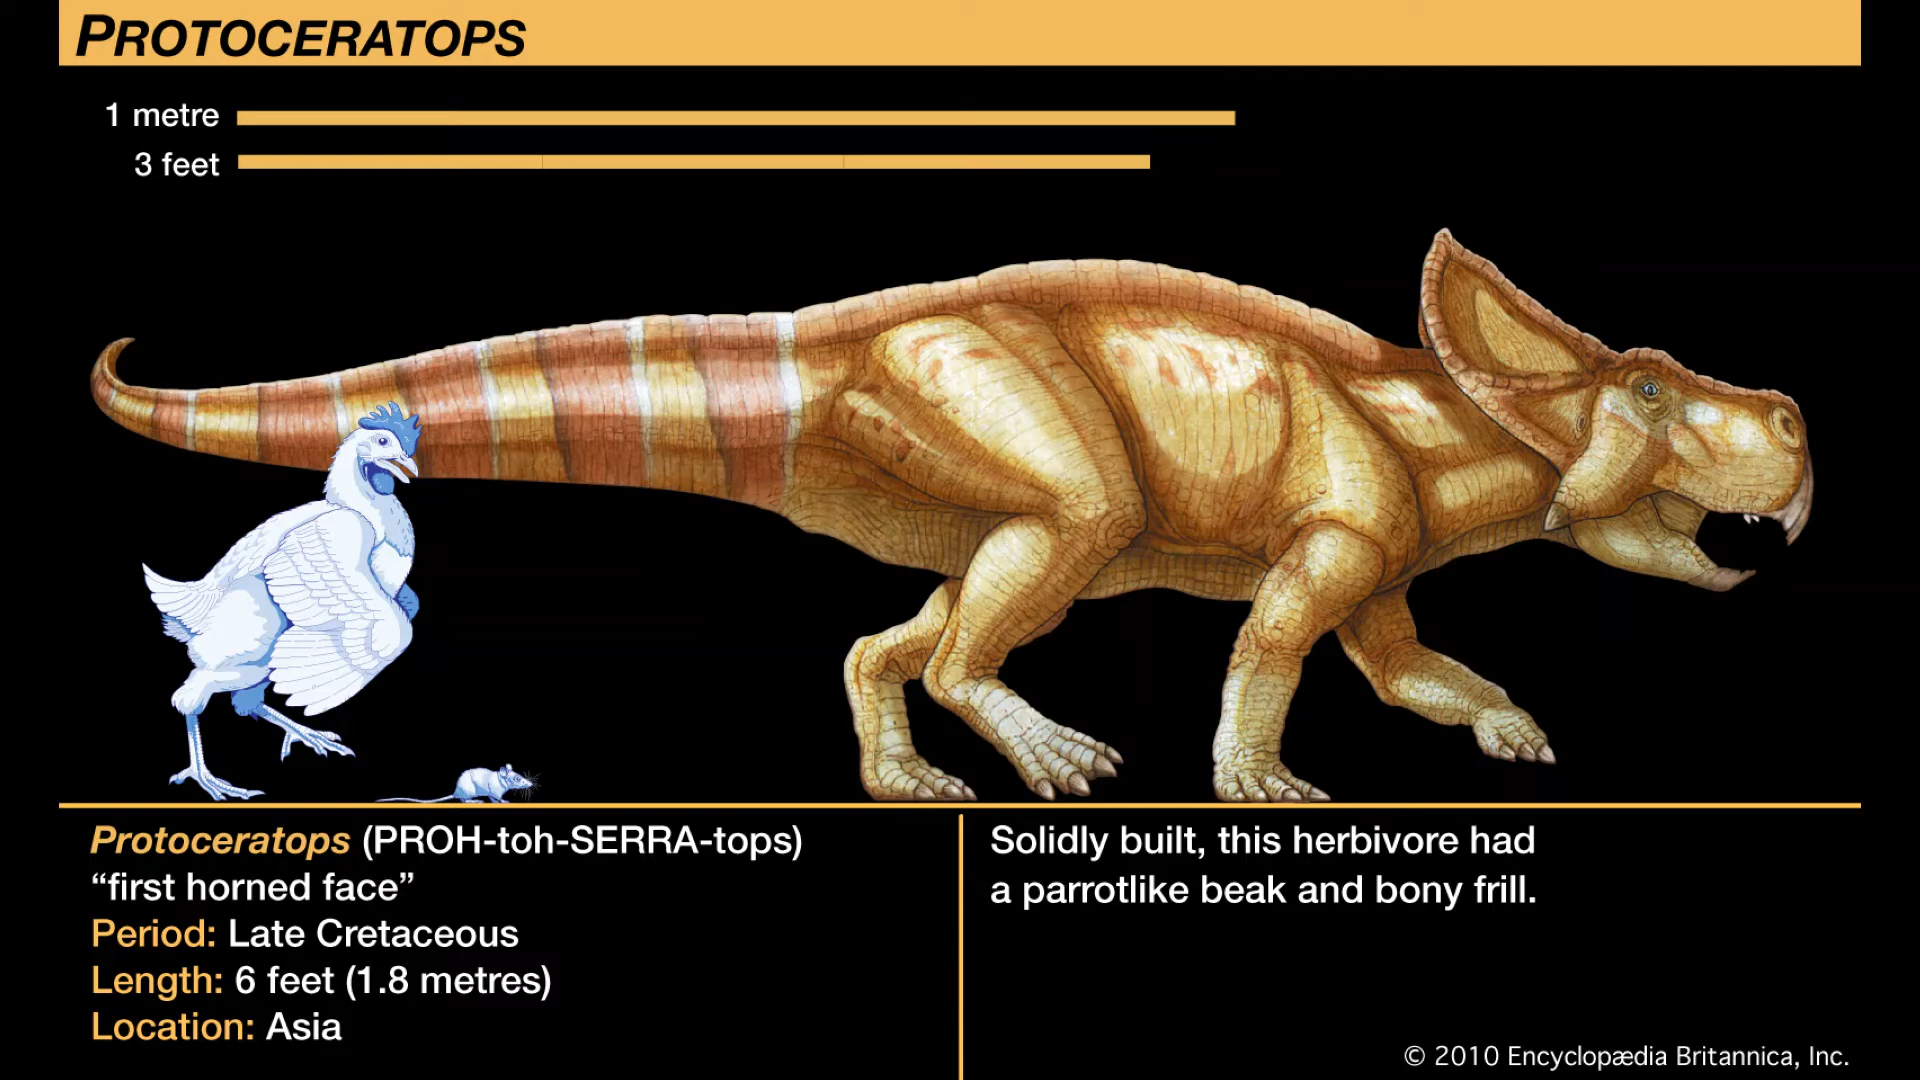 PROTOCERATOPS
1 metre
3 feet
Protoceratops (PROH-toh-SERRA-tops)
“first horned face”
Period: Late Cretaceous
Length: 6 feet (1.8 metres)
Location: Asia
Solidly built, this herbivore had
a parrotlike beak and bony frill.
© 2010 Encyclopædia Britannica, Inc.